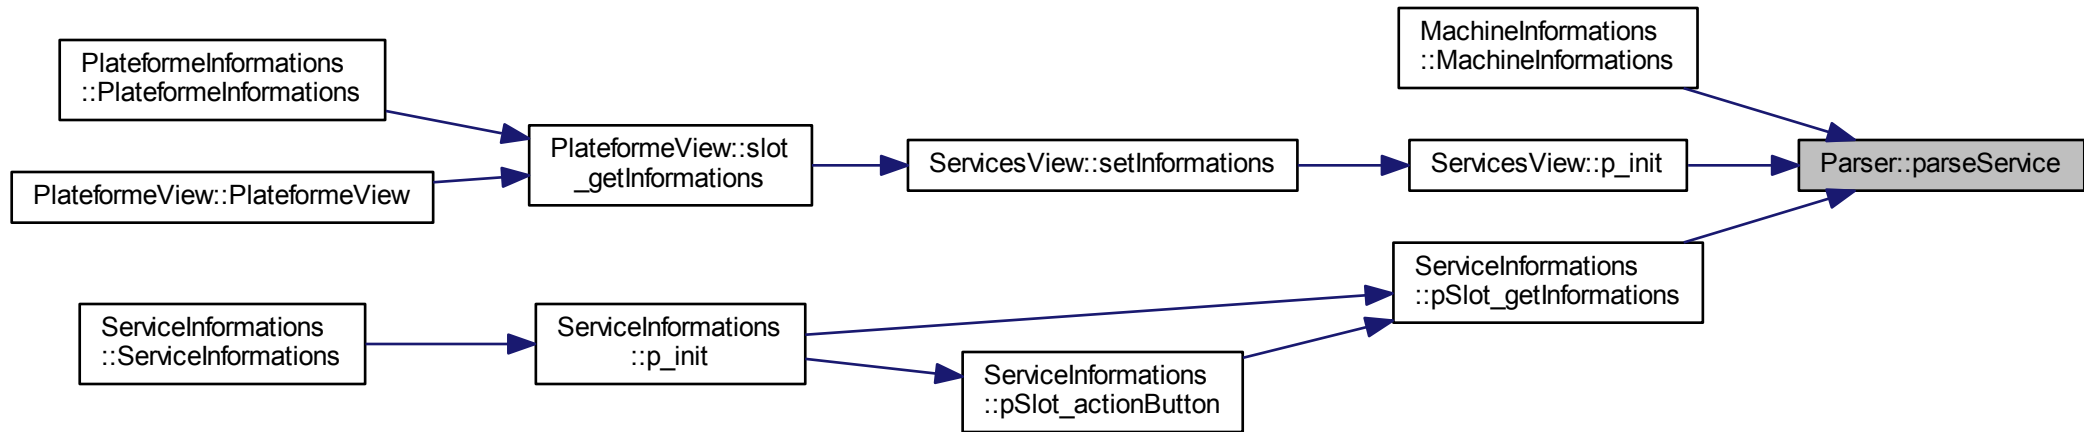 MachineInformations
::MachineInformations
PlateformeInformations
::PlateformeInformations
PlateformeView::slot
_getInformations
ServicesView::setInformations
ServicesView::p_init
Parser::parseService
PlateformeView::PlateformeView
ServiceInformations
::pSlot_getInformations
ServiceInformations
::ServiceInformations
ServiceInformations
::p_init
ServiceInformations
::pSlot_actionButton